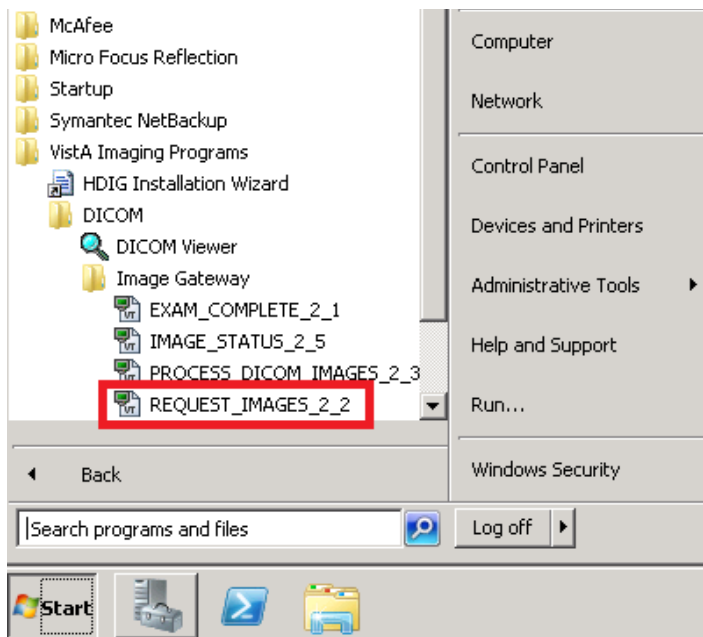 McAfee
Micro Focus Reflection
Startup
Symantec NetBackup
VistA Imaging Programs
HDIG Installation Wizard
DICOM
DICOM Viewer
Image Gateway
EXAM_COMPLETE_2_1
IMAGE_STATUS_2_5
PROCESS_DICOM_IMAGES_2_3
REQUEST_IMAGES_2_2
Back
Search programs and files
Computer
Network
Control Panel
Devices and Printers
Administrative Tools
Help and Support
Run...
Windows Security
Log off
Start